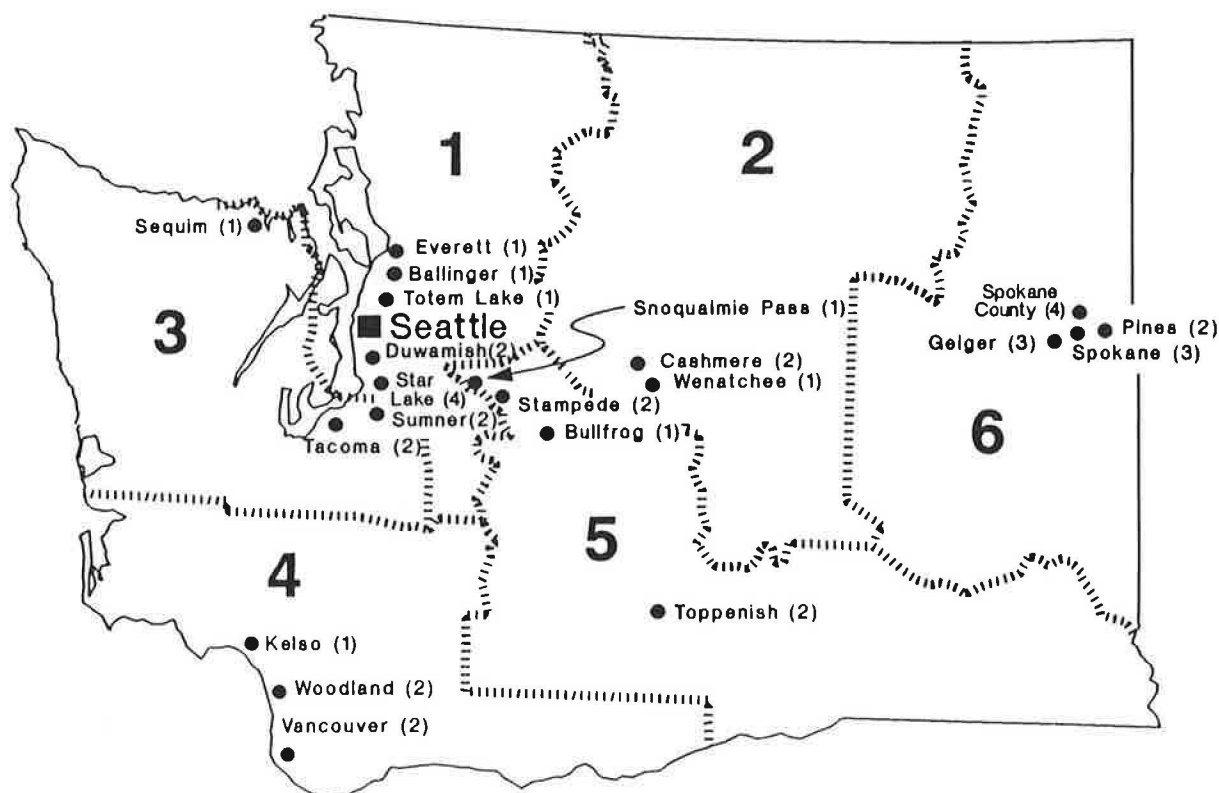 1
2
Sequim (1)
Everett (1)
Ballinger (1)
Totem Lake (1)
Snoqualmie Pass (1)
Seattle
3
Duwamish(2)
Star
Lake (4)
Sumner(2)
Tacoma (2)
Stampede (2)
Bullfrog (1)
Cashmere (2)
Wenatchee (1)
Spokane
County (4)
Pines (2)
Geiger (3)
Spokane (3)
6
5
4
Toppenish (2)
Kelso (1)
Woodland (2)
Vancouver (2)